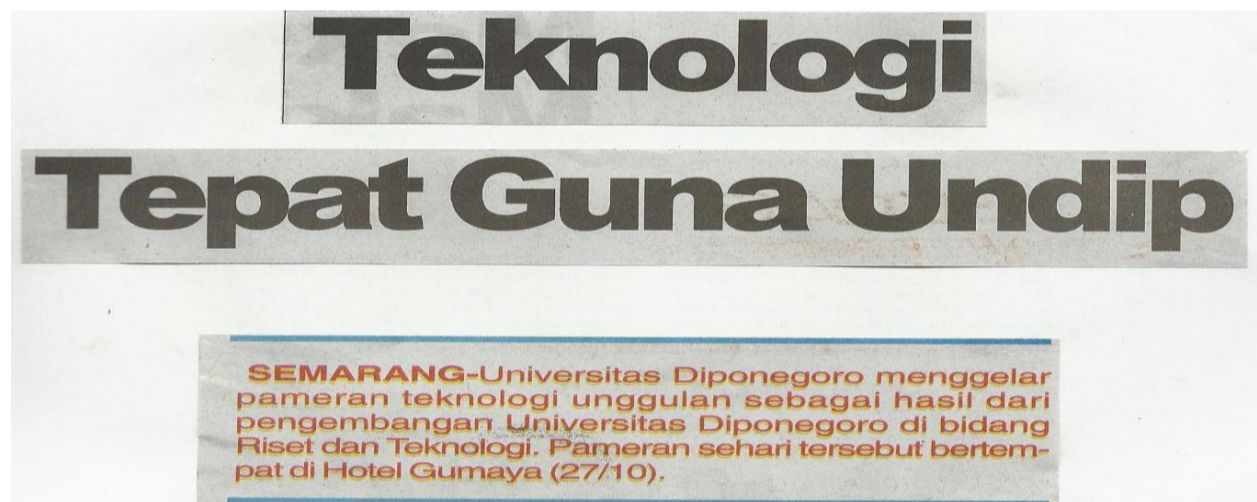 Teknologi
Tepat Guna Undip
SEMARANG-Universitas Diponegoro menggelar
pameran teknologi unggulan sebagai hasil dari
pengembangan Universitas Diponegoro di bidang
Riset dan Teknologi. Pameran sehari tersebut bertem-
pat di Hotel Gumaya (27/10).